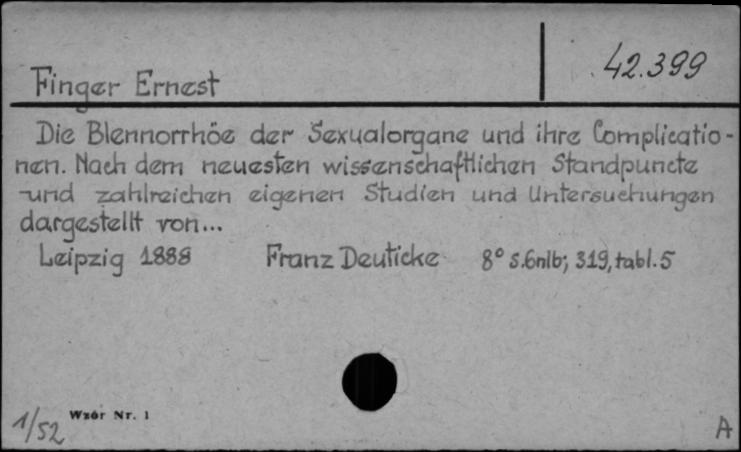 42.399
Finger Ernest
Die Blennorrhöe der Sexualorgane und ihre Complicatio-
nen. Nach dem neuesten wissenschaftlichen Standpuncte
und zahlreichen eigenen Studien und Untersuchungen
dargestellt von...
Leipzig 1888 Franz Deuticke 8° s.6nlb; 319, tabl. 5
Wzór Nr. 1
1/52
A